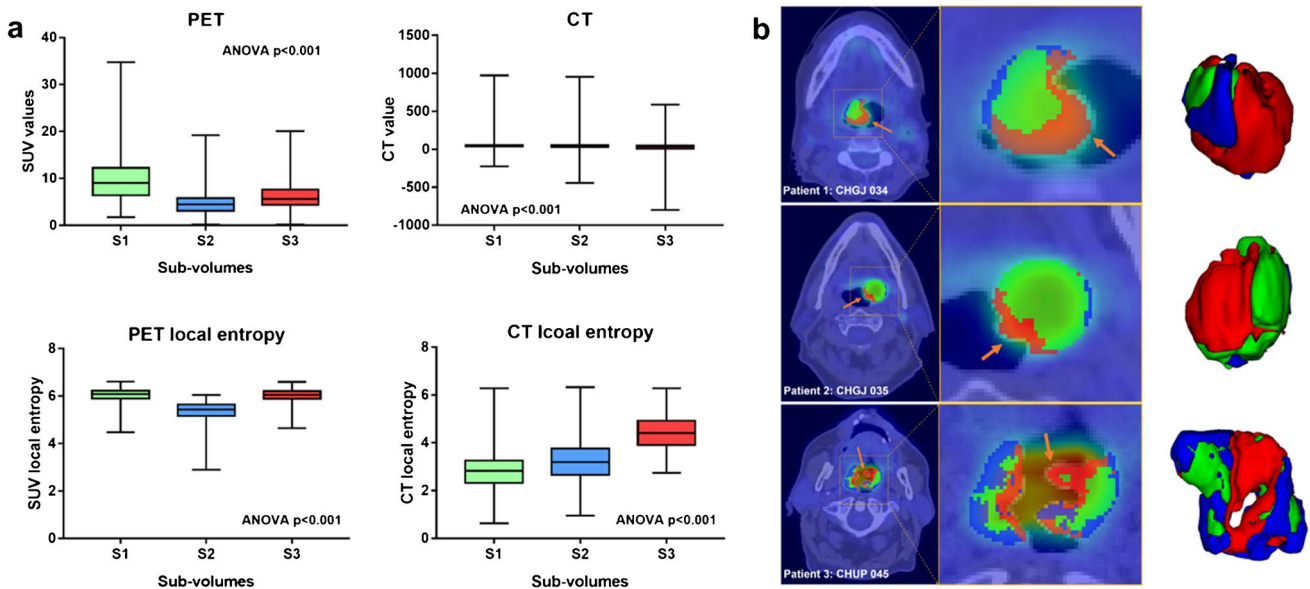 a
PET
ANOVA p<0.001
SUV values
40
30
20
10
0
S1 S2 S3
Sub-volumes
CT
CT value
1500
1000
500
0
-500
-1000
ANOVA p<0.001
S1 S2 S3
Sub-volumes
PET local entropy
SUV local entropy
8
6
4
2
0
ANOVA p<0.001
S1 S2 S3
Sub-volumes
CT lcoal entropy
CT local entropy
8
6
4
2
0
ANOVA p<0.001
S1 S2 S3
Sub-volumes
b
Patient 1: CHGJ 034
Patient 2: CHGJ 035
Patient 3: CHUP 045